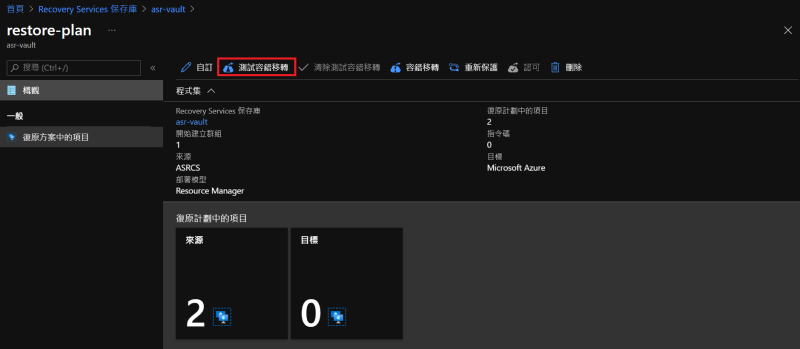 首頁 > Recovery Services 保存庫 > asr-vault >
restore-plan ...
asr-vault
搜尋 (Ctrl+/)
自訂 測試容錯移轉 清除測試容錯移轉 容錯移轉 重新保護 認可 刪除
概觀
一般
復原方案中的項目
程式集
Recovery Services 保存庫
asr-vault
開始建立群組
1
來源
ASRCS
部署模型
Resource Manager
復原計劃中的項目
2
指令碼
0
目標
Microsoft Azure
復原計劃中的項目
來源
2
目標
0